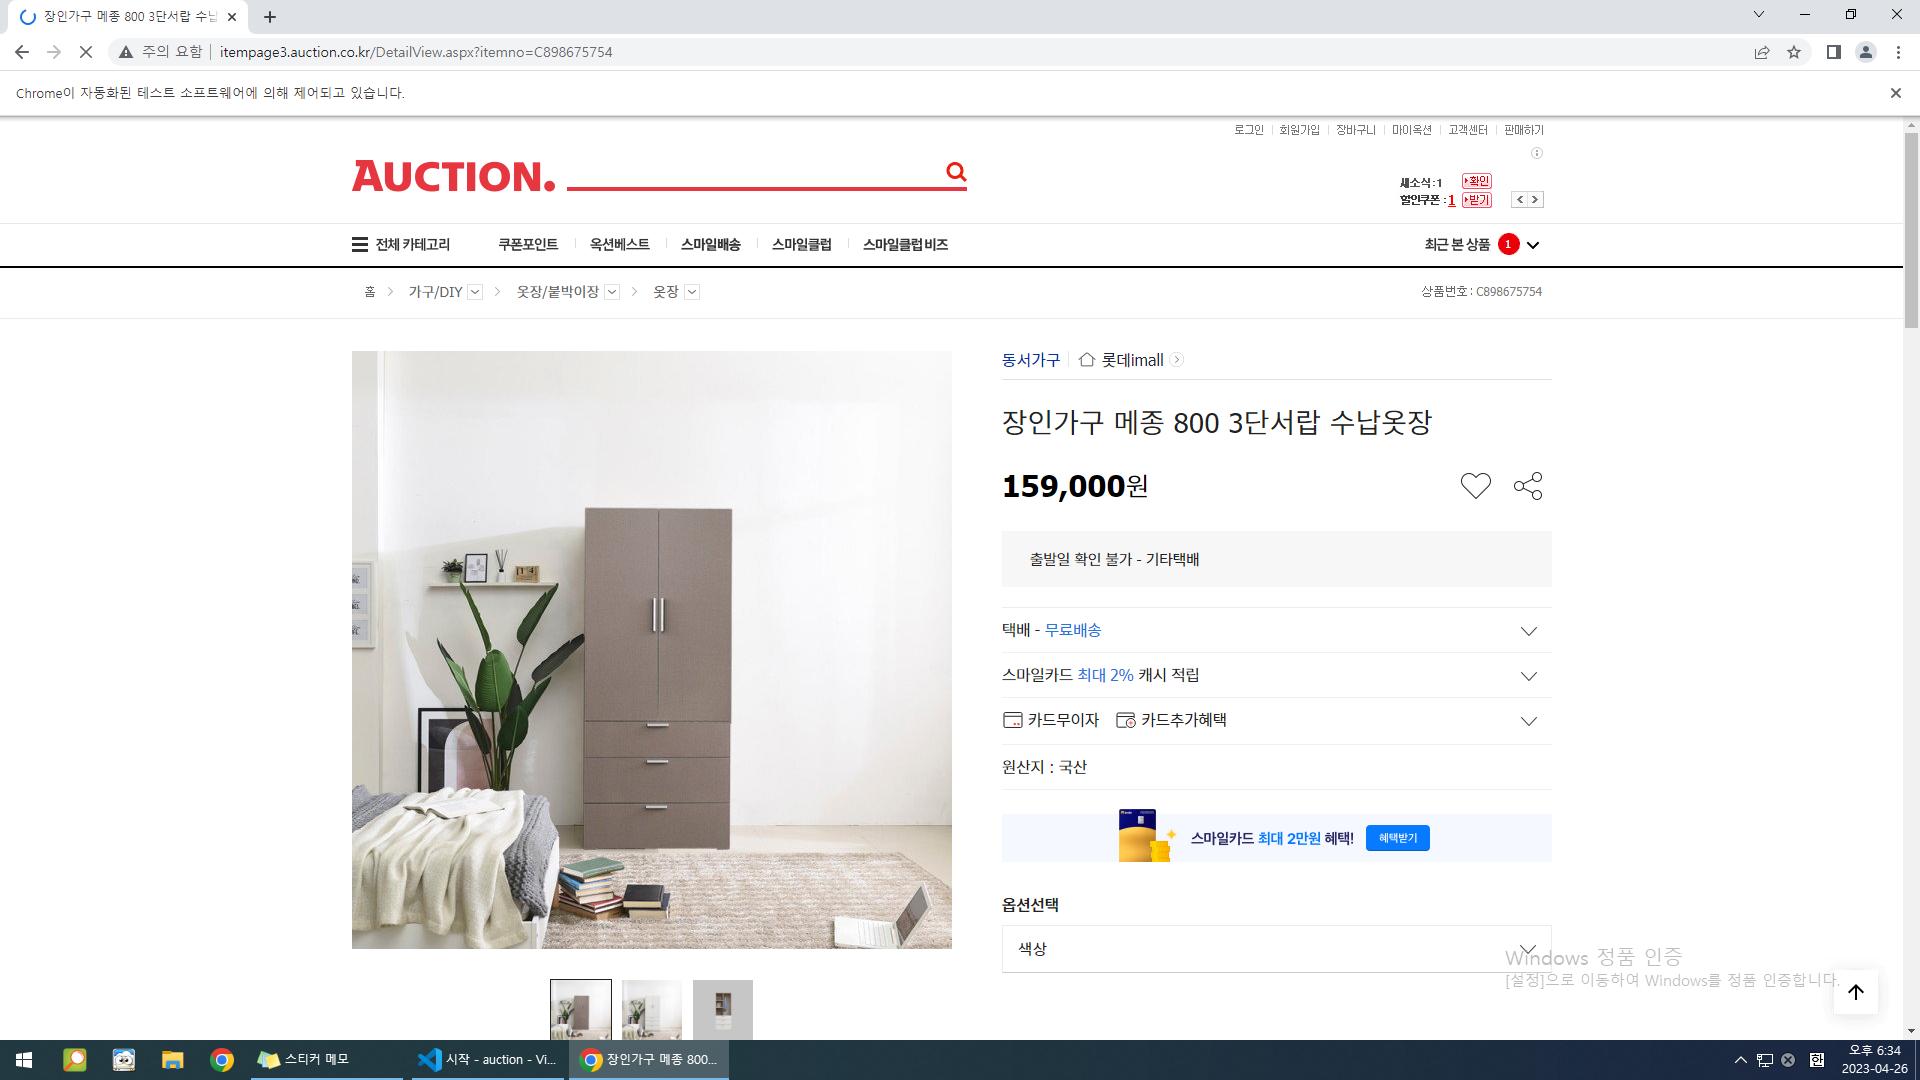 장인가구 메종 800 3단서랍 수납
주의 요함
itempage3.auction.co.kr/DetailView.aspx?itemno=C898675754
Chrome이 자동화된 테스트 소프트웨어에 의해 제어되고 있습니다.
로그인 회원가입 장바구니 마이옥션 고객센터 판매하기
AUCTION.
새소식:1 확인
할인쿠폰:1 받기
전체 카테고리 쿠폰포인트 옥션베스트 스마일배송 스마일클럽 스마일클럽 비즈 최근 본 상품 1
홈 > 가구/DIY > 옷장/붙박이장 > 옷장 상품번호 : C898675754
동서가구 롯데imall
장인가구 메종 800 3단서랍 수납옷장
159,000원
출발일 확인 불가 - 기타택배
택배 - 무료배송
스마일카드 최대 2% 캐시 적립
카드무이자 카드추가혜택
원산지 : 국산
스마일카드 최대 2만원 혜택! 혜택받기
옵션선택
색상
Windows 정품 인증
[설정]으로 이동하여 Windows를 정품 인증합니다.
스티커 메모
시작 - auction - Vi...
장인가구 메종 800...
한
오후 6:34
2023-04-26